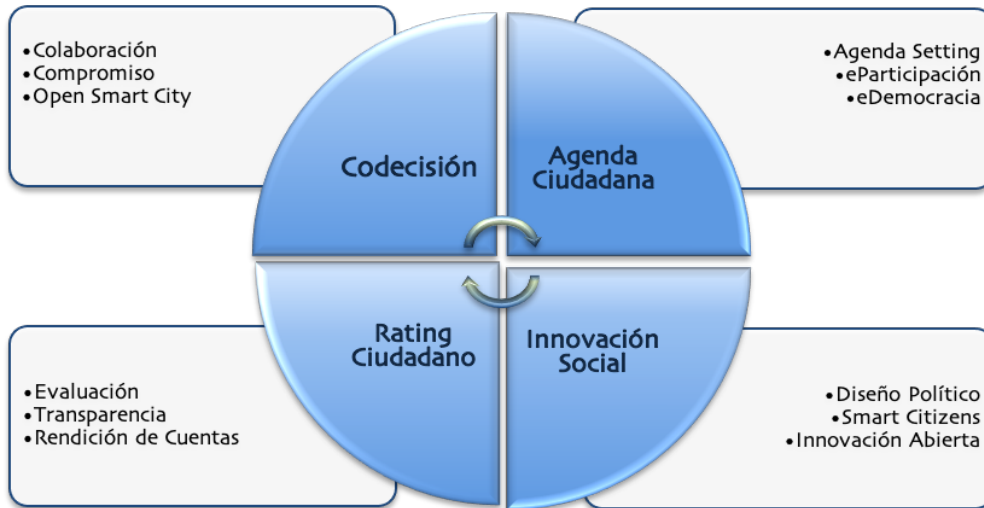 •Colaboración
•Compromiso
•Open Smart City
•Agenda Setting
•eParticipación
•eDemocracia
Codecisión
Agenda
Ciudadana
Rating
Ciudadano
Innovación
Social
•Evaluación
•Transparencia
•Rendición de Cuentas
•Diseño Político
•Smart Citizens
•Innovación Abierta